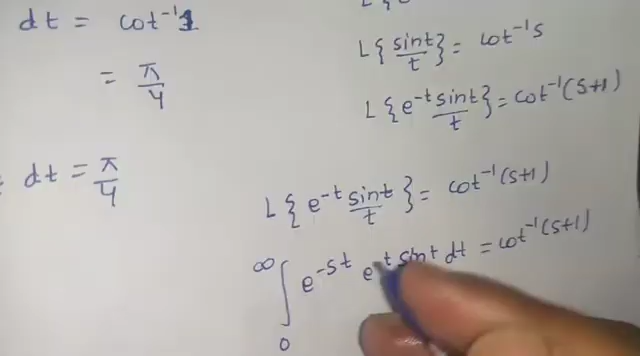 dt = cot⁻¹1
= π/4
dt = π/4
L{
L{sint/t} = cot⁻¹s
L{e^-t sint/t} = cot⁻¹(s+1)
L{e^-t sint/t} = cot⁻¹(s+1)
∫₀^∞ e^-st e^-t sint dt = cot⁻¹(s+1)